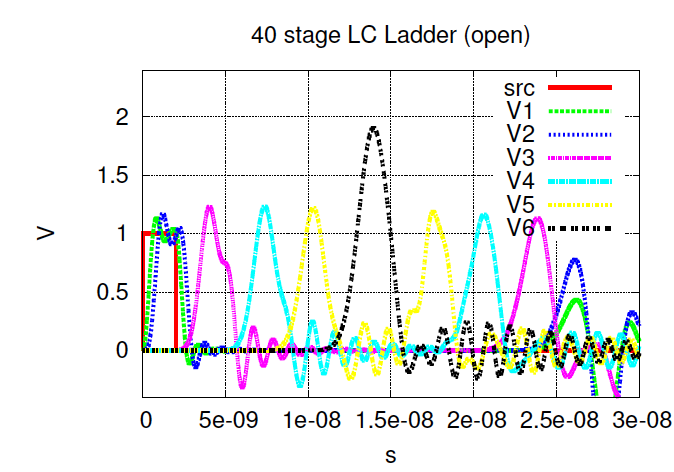 40 stage LC Ladder (open)
src
V1
V2
V3
V4
V5
V6
2
1.5
1
0.5
0
V
0 5e-09 1e-08 1.5e-08 2e-08 2.5e-08 3e-08
s